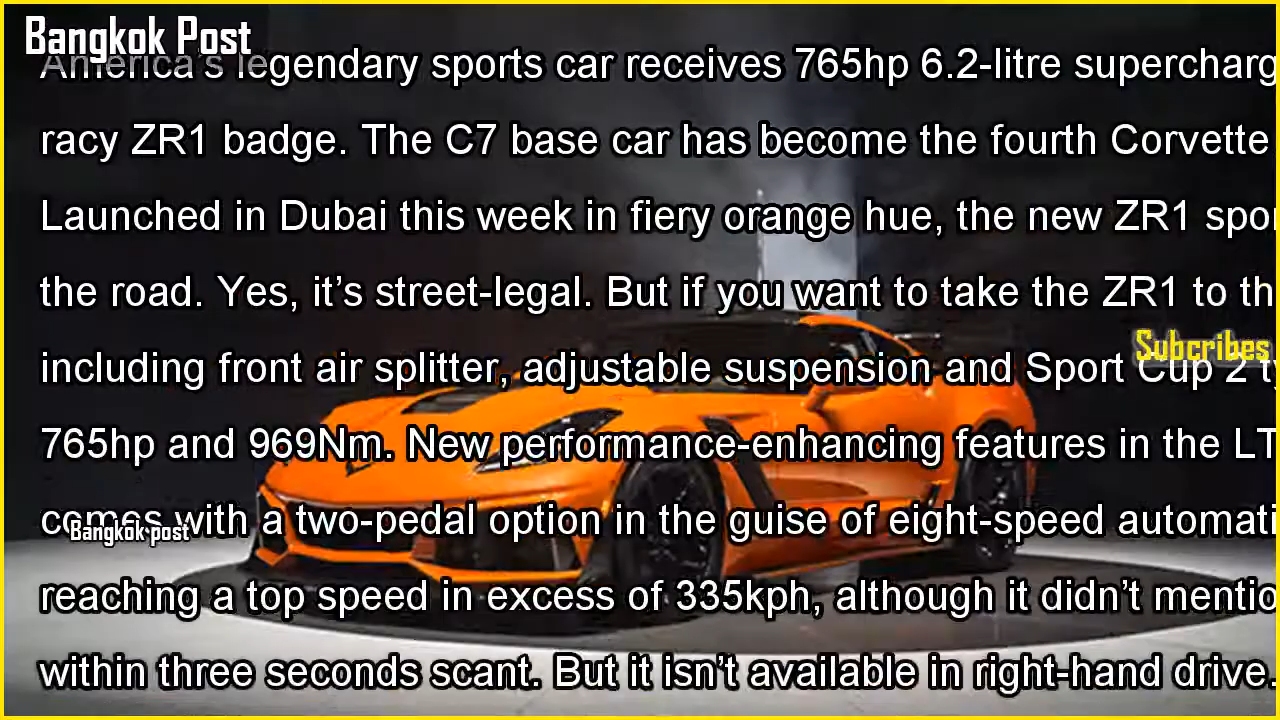 Bangkok Post
America's legendary sports car receives 765hp 6.2-litre supercharg
racy ZR1 badge. The C7 base car has become the fourth Corvette
Launched in Dubai this week in fiery orange hue, the new ZR1 spor
the road. Yes, it’s street-legal. But if you want to take the ZR1 to th
Subcribes
including front air splitter, adjustable suspension and Sport Cup 2 ty
765hp and 969Nm. New performance-enhancing features in the LT
comes with a two-pedal option in the guise of eight-speed automati
Bangkok post
reaching a top speed in excess of 335kph, although it didn’t mentio
within three seconds scant. But it isn’t available in right-hand drive.